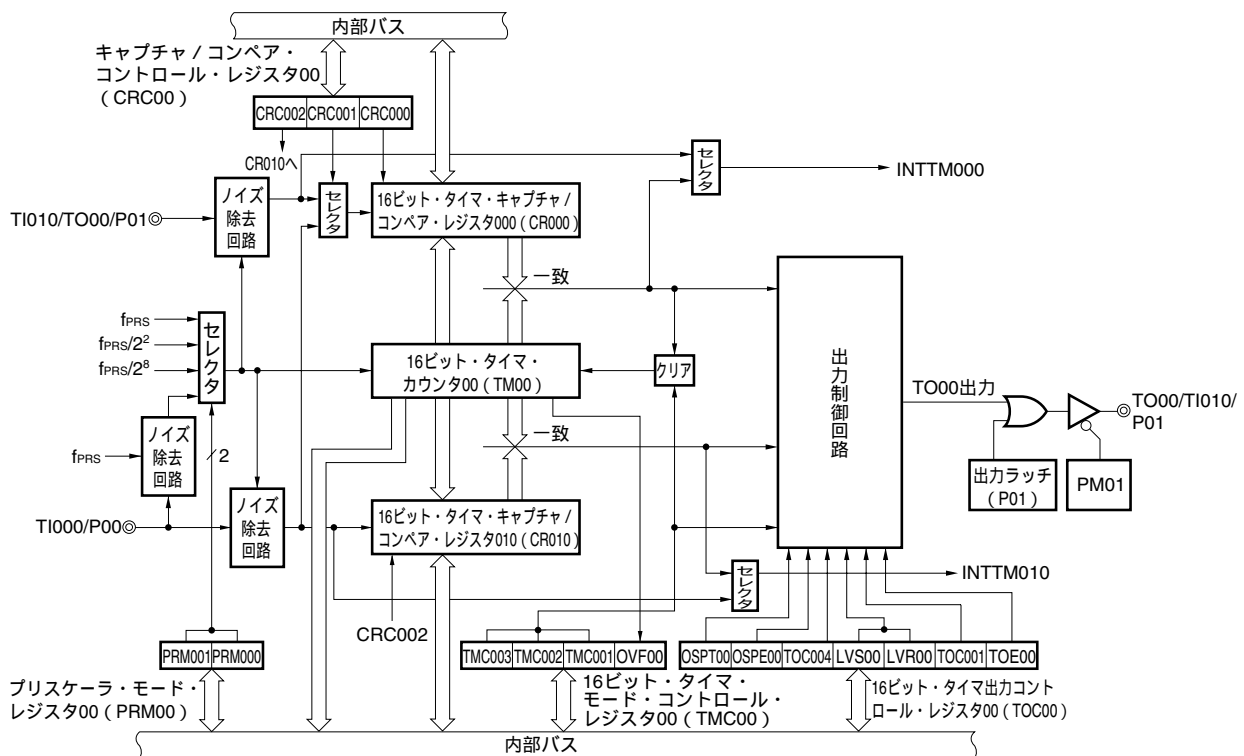 内部バス
キャプチャ / コンペア・
コントロール・レジスタ00
( CRC00 )
CRC002 CRC001 CRC000
CR010へ
セレクタ
INTTM000
ノイズ
除去
回路
セレクタ
16ビット・タイマ・キャプチャ /
コンペア・レジスタ000 ( CR000 )
TI010/TO00/P01
一致
fPRS
fPRS/2²
fPRS/2⁸
セレクタ
16ビット・タイマ・
カウンタ00 ( TM00 )
クリア
出力制御回路
TO00出力
TO00/TI010/
P01
出力ラッチ
( P01 )
PM01
一致
fPRS
ノイズ
除去
回路
2
TI000/P00
ノイズ
除去
回路
16ビット・タイマ・キャプチャ /
コンペア・レジスタ010 ( CR010 )
セレクタ
INTTM010
CRC002
PRM001 PRM000
TMC003 TMC002 TMC001 OVF00
OSPT00 OSPE00 TOC004 LVS00 LVR00 TOC001 TOE00
プリスケーラ・モード・
レジスタ00 ( PRM00 )
16ビット・タイマ・
モード・コントロール・
レジスタ00 ( TMC00 )
16ビット・タイマ出力コント
ロール・レジスタ00 ( TOC00 )
内部バス